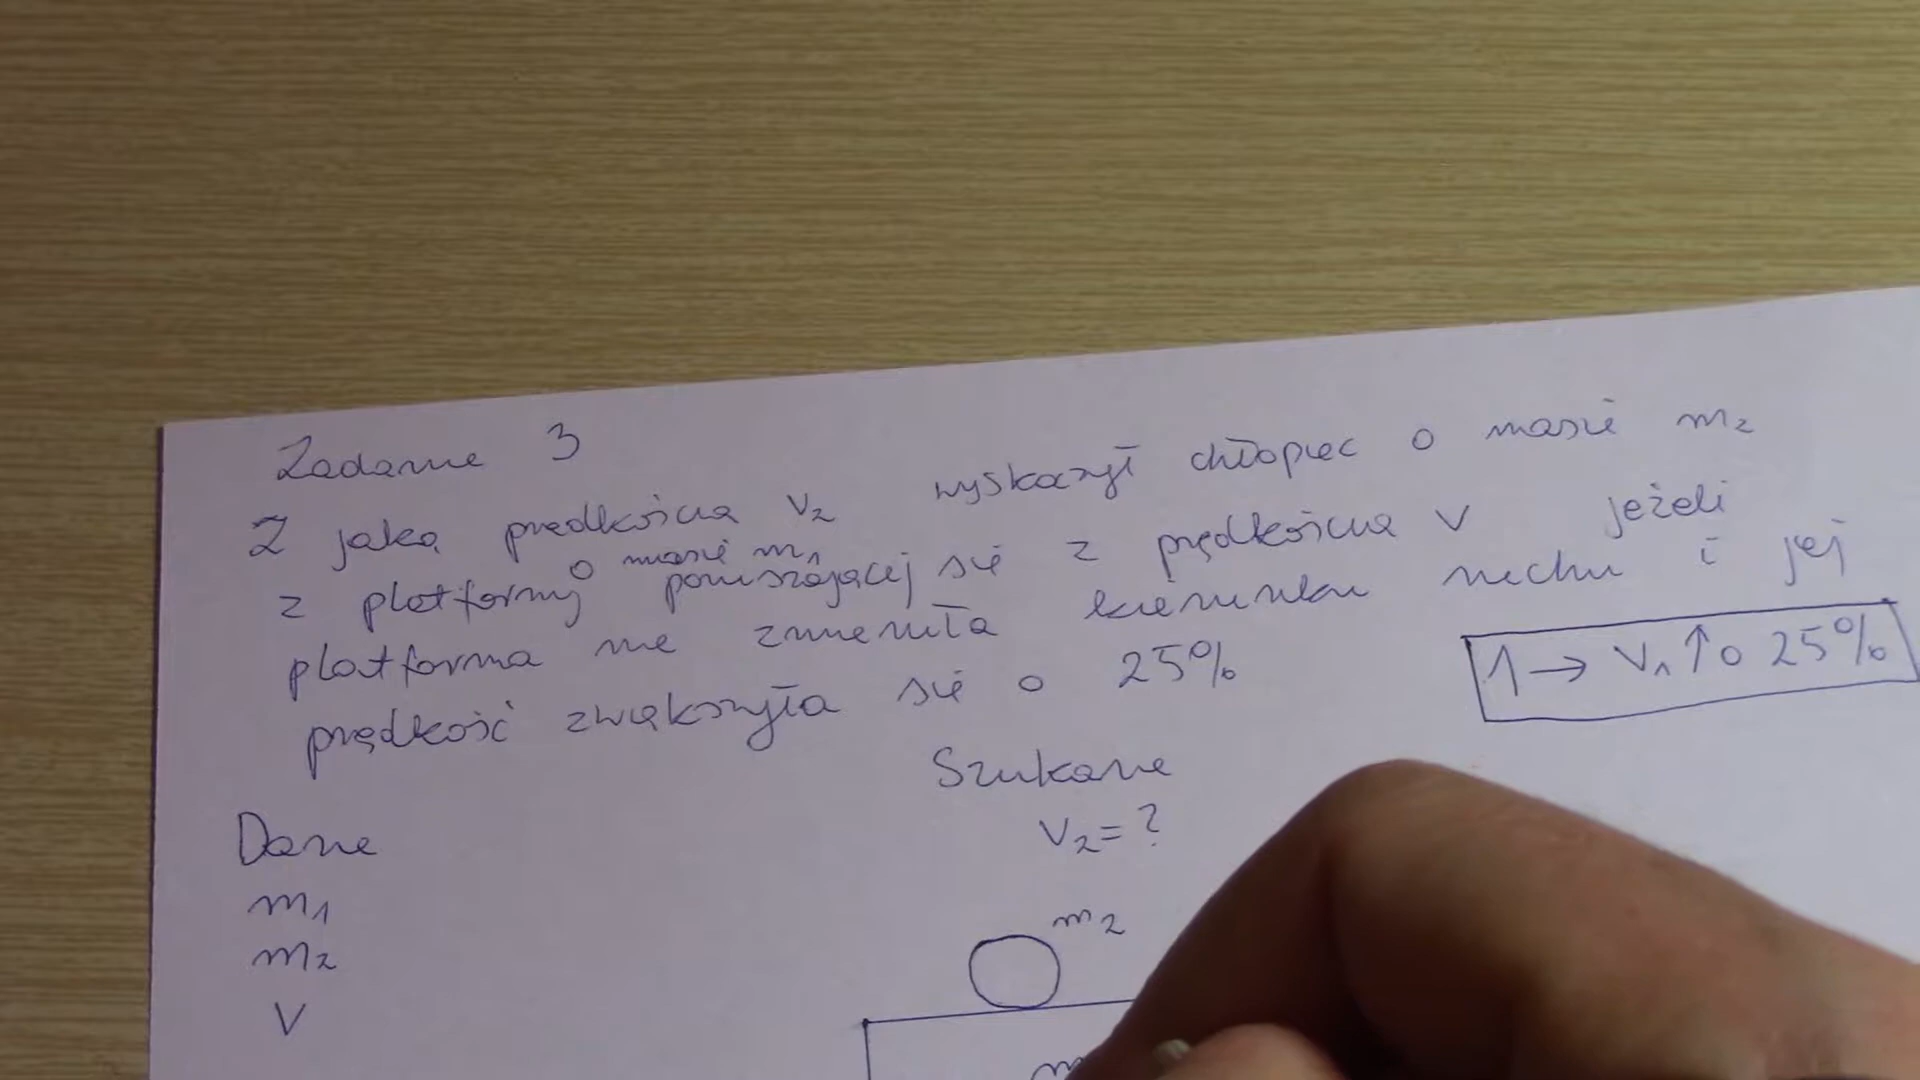 Zadanie 3
Z jaką prędkością v₂ wyskoczył chłopiec o masie m₂
z platformy o masie m₁ poruszającej się z prędkością v jeżeli
platforma nie zmieniła kierunku ruchu i jej
prędkość zwiększyła się o 25%
1 → v₁ ↑ o 25%
Szukane
v₂ = ?
Dane
m₁
m₂
V
m₂
m